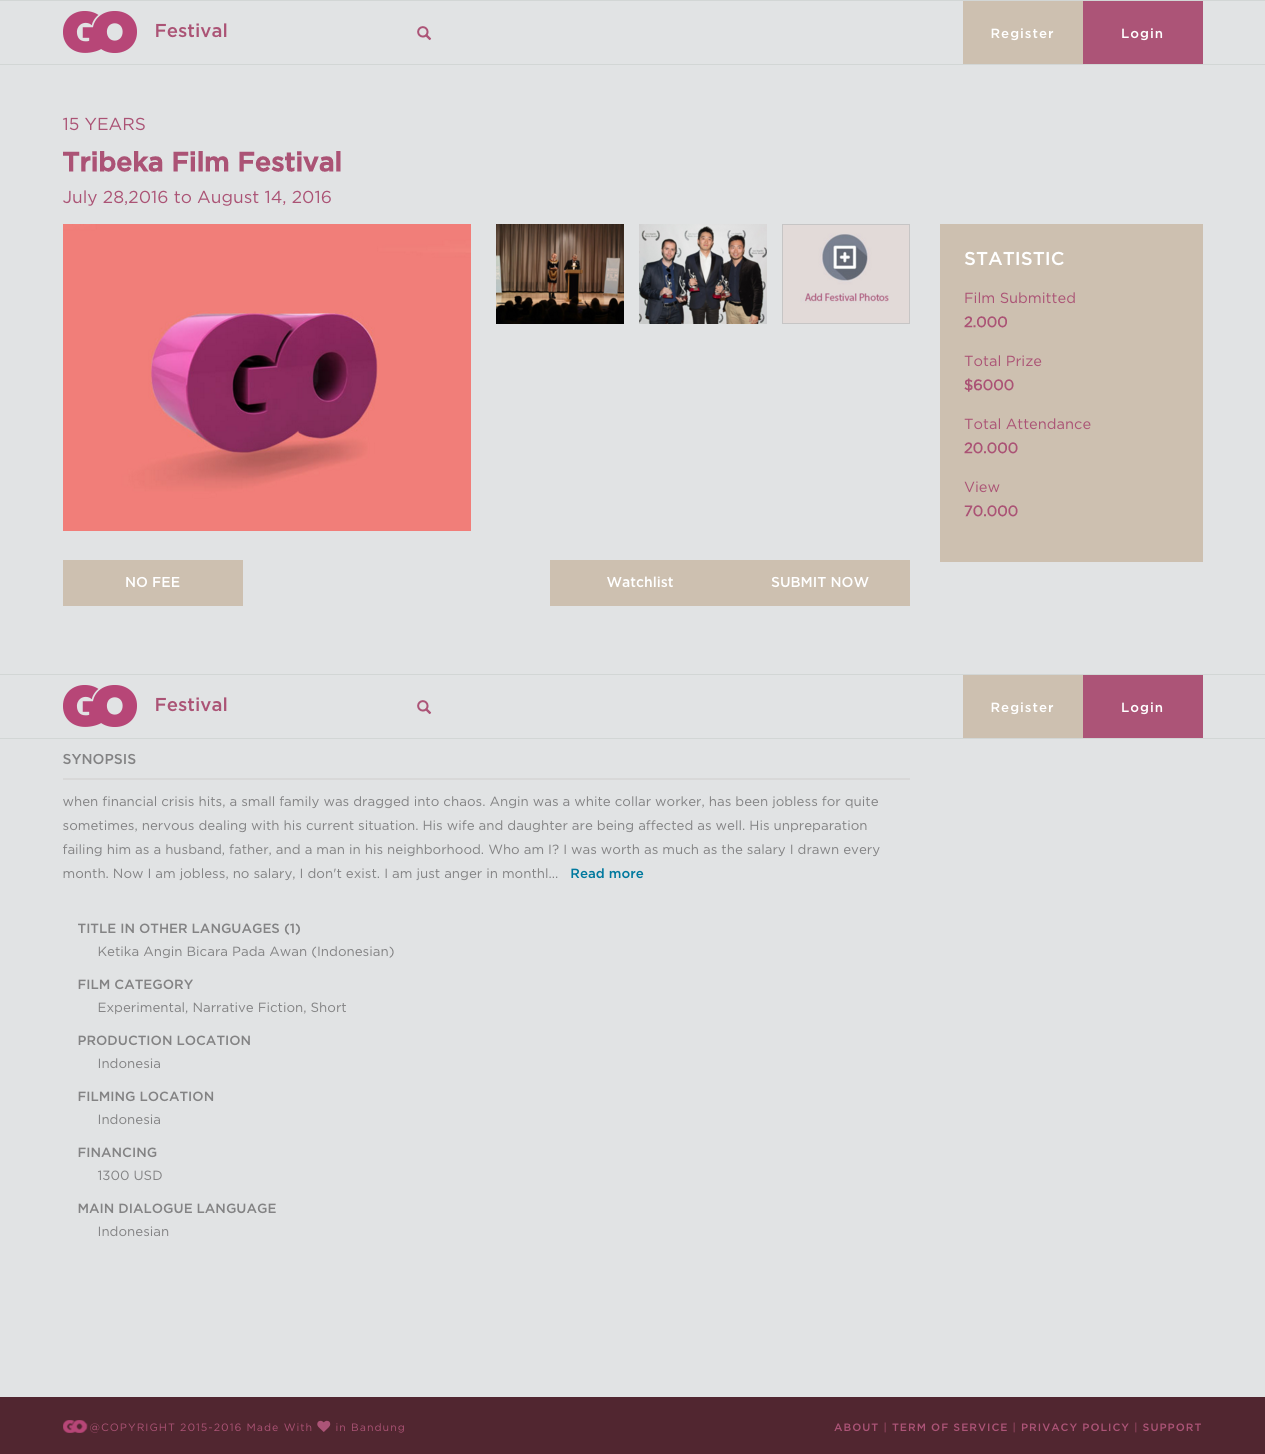 GO Festival Register Login
15 YEARS
Tribeka Film Festival
July 28,2016 to August 14, 2016
GO
Add Festival Photos
STATISTIC
Film Submitted
2.000
Total Prize
$6000
Total Attendance
20.000
View
70.000
NO FEE Watchlist SUBMIT NOW
GO Festival Register Login
SYNOPSIS
when financial crisis hits, a small family was dragged into chaos. Angin was a white collar worker, has been jobless for quite
sometimes, nervous dealing with his current situation. His wife and daughter are being affected as well. His unpreparation
failing him as a husband, father, and a man in his neighborhood. Who am I? I was worth as much as the salary I drawn every
month. Now I am jobless, no salary, I don't exist. I am just anger in monthl... Read more
TITLE IN OTHER LANGUAGES (1)
Ketika Angin Bicara Pada Awan (Indonesian)
FILM CATEGORY
Experimental, Narrative Fiction, Short
PRODUCTION LOCATION
Indonesia
FILMING LOCATION
Indonesia
FINANCING
1300 USD
MAIN DIALOGUE LANGUAGE
Indonesian
GO @COPYRIGHT 2015-2016 Made With ♥ in Bandung
ABOUT | TERM OF SERVICE | PRIVACY POLICY | SUPPORT